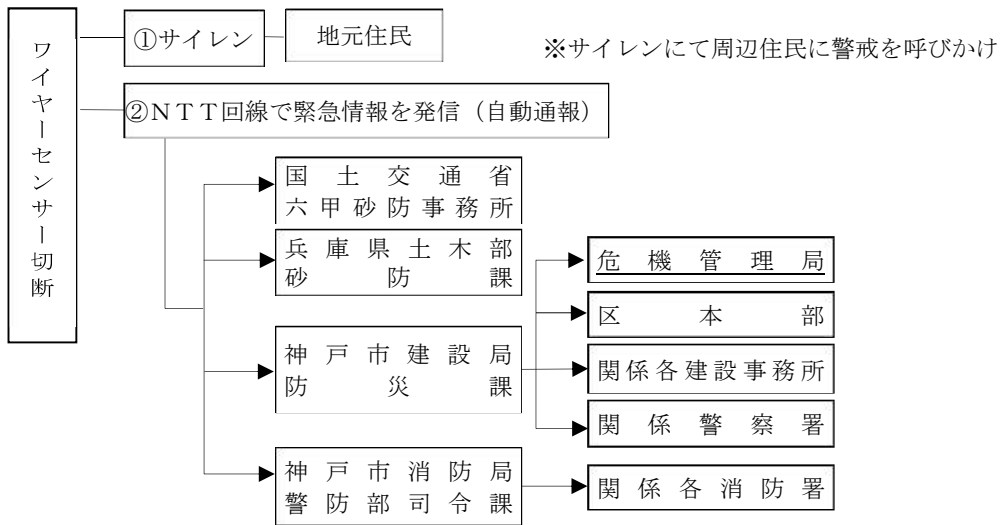 ワイヤーセンサー切断
①サイレン
地元住民
※サイレンにて周辺住民に警戒を呼びかけ
②ＮＴＴ回線で緊急情報を発信（自動通報）
国土交通省
六甲砂防事務所
兵庫県土木部
砂防課
神戸市建設局
防災課
危機管理局
区本部
関係各建設事務所
関係警察署
神戸市消防局
警防部司令課
関係各消防署